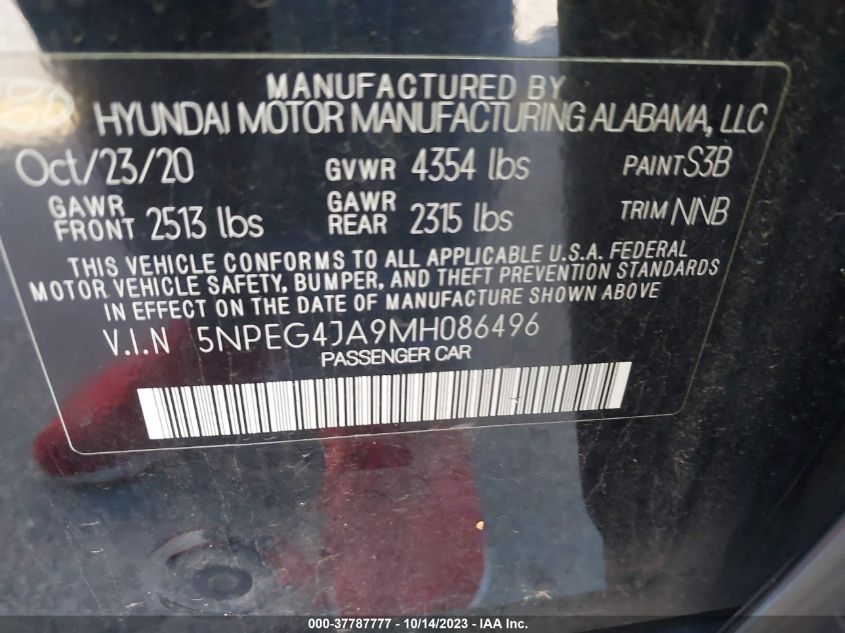 MANUFACTURED BY
HYUNDAI MOTOR MANUFACTURING ALABAMA, LLC
Oct/23/20 GVWR 4354 lbs PAINT S3B
GAWR FRONT 2513 lbs GAWR REAR 2315 lbs TRIM NNB
THIS VEHICLE CONFORMS TO ALL APPLICABLE U.S.A. FEDERAL
MOTOR VEHICLE SAFETY, BUMPER, AND THEFT PREVENTION STANDARDS
IN EFFECT ON THE DATE OF MANUFACTURE SHOWN ABOVE
V.I.N 5NPEG4JA9MH086496
PASSENGER CAR
000-37787777 - 10/14/2023 - IAAI.com